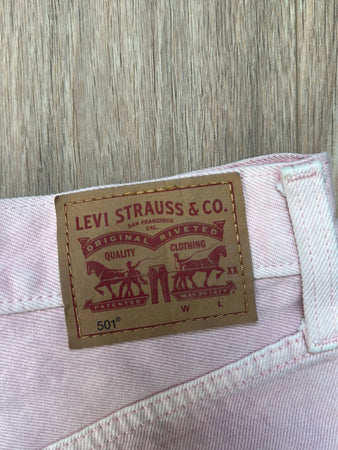 LEVI STRAUSS & CO.
SAN FRANCISCO
CAL.
ORIGINAL RIVETED
QUALITY CLOTHING
XX
PATENTED MAY 20 1873
501® W L